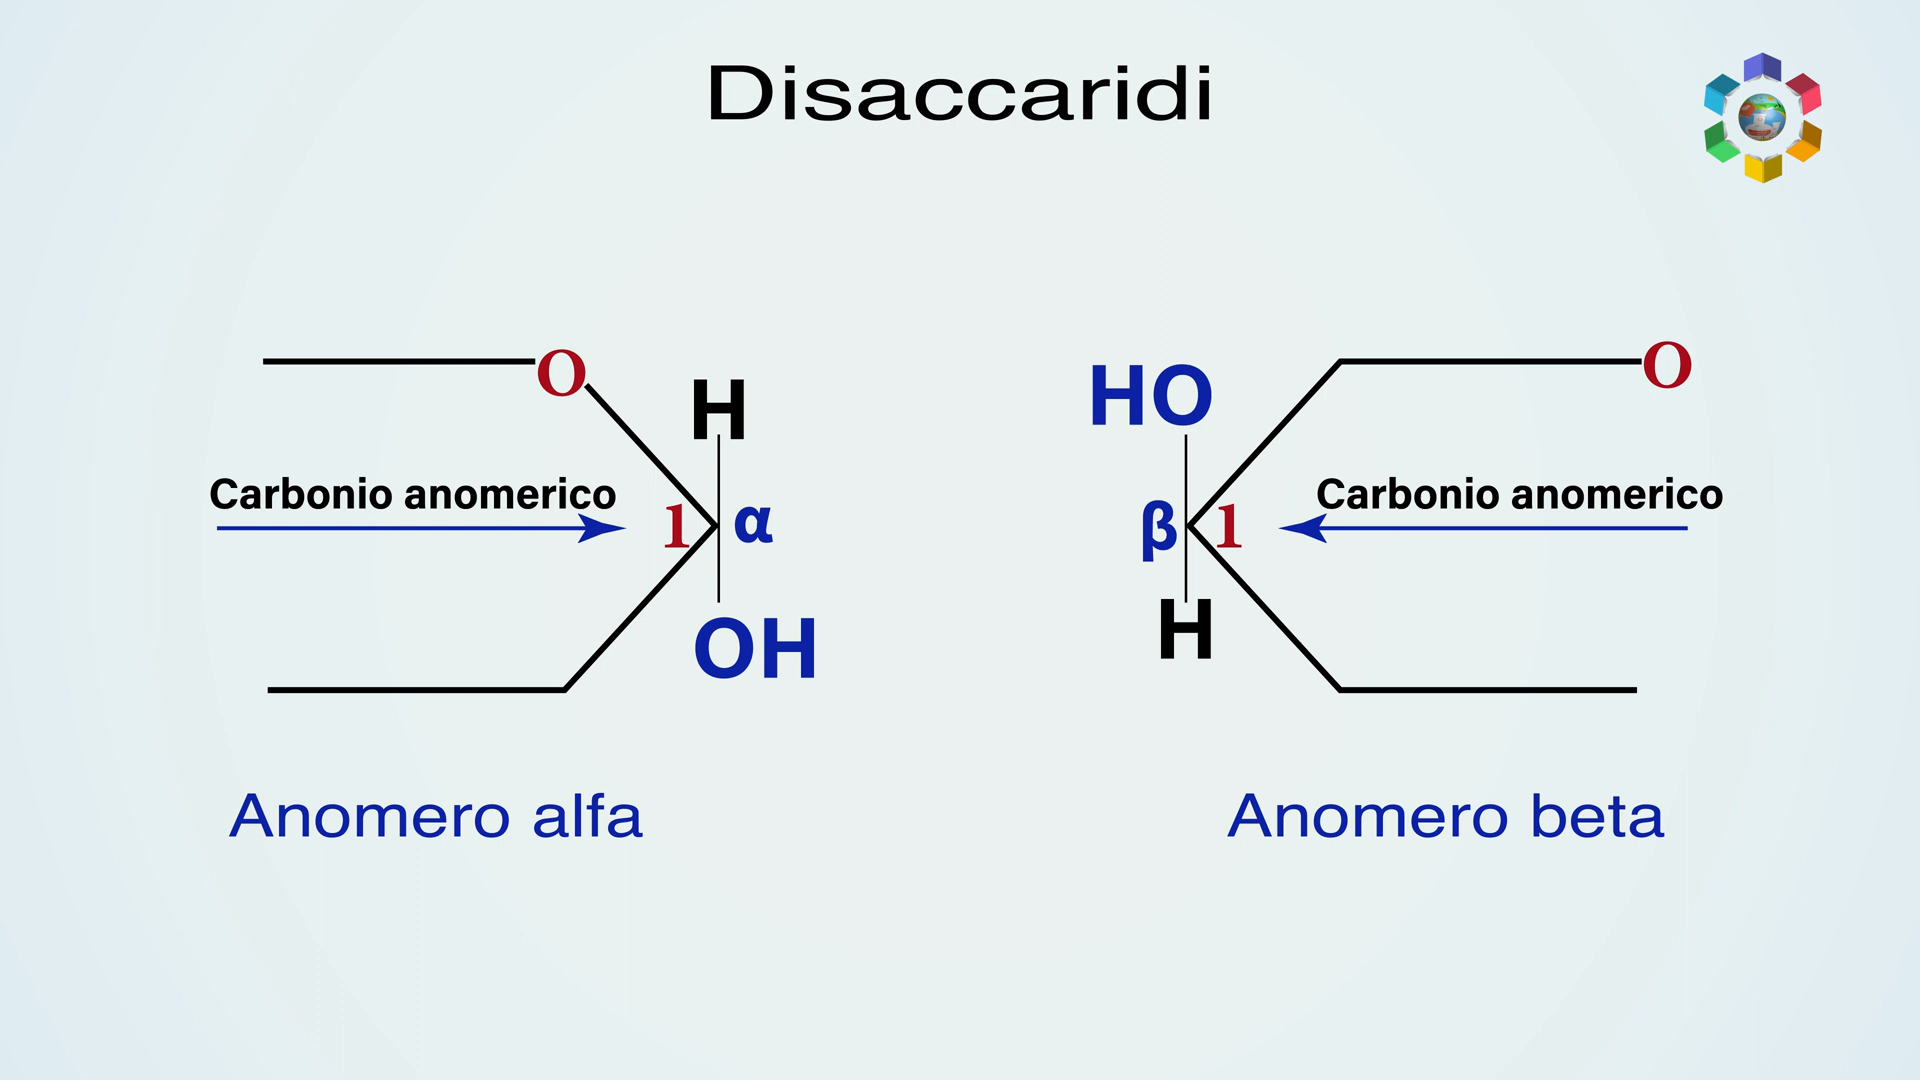 Disaccaridi
O
H
Carbonio anomerico
1
α
OH
Anomero alfa
O
HO
Carbonio anomerico
β
1
H
Anomero beta